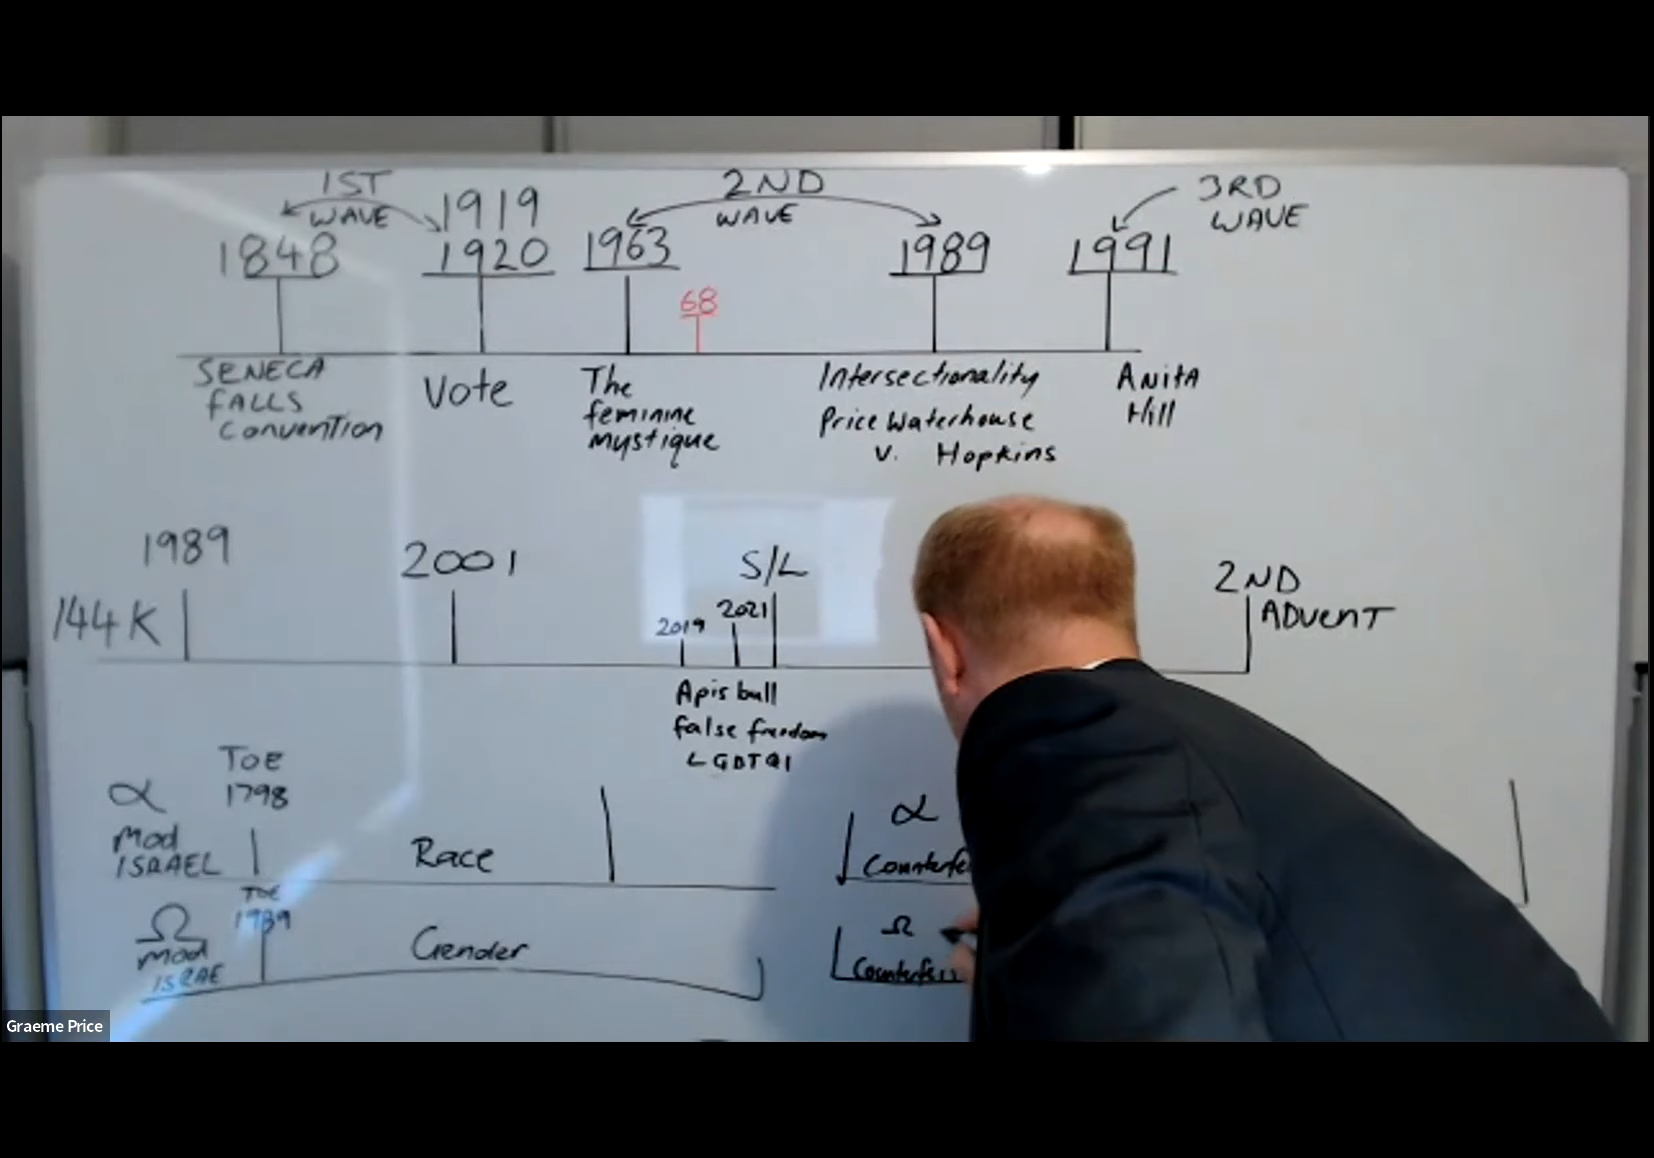 1ST
WAVE
1919
1848
1920
2ND
WAVE
1963
1989
3RD
WAVE
1991
68
SENECA
FALLS
Convention
Vote
The
feminine
mystique
Intersectionality
Price Waterhouse
v. Hopkins
Anita
Hill
1989
2001
S/L
2ND
ADVENT
144K
2019
2021
Apis bull
false freedom
LGBTQI
α
Mod
ISRAEL
TOE
1798
Race
α
Ω
mod
ISRAE
TOE
1989
Gender
Ω
Graeme Price